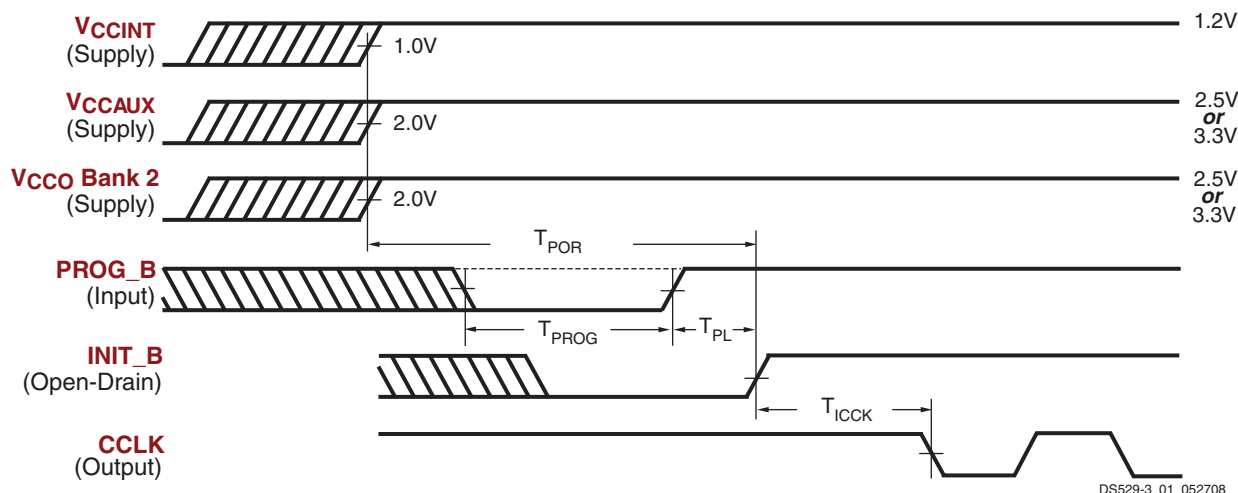 VCCINT
(Supply)
1.0V
1.2V
VCCAUX
(Supply)
2.0V
2.5V
or
3.3V
VCCO Bank 2
(Supply)
2.0V
2.5V
or
3.3V
TPOR
PROG_B
(Input)
TPROG
TPL
INIT_B
(Open-Drain)
TICCK
CCLK
(Output)
DS529-3_01_052708